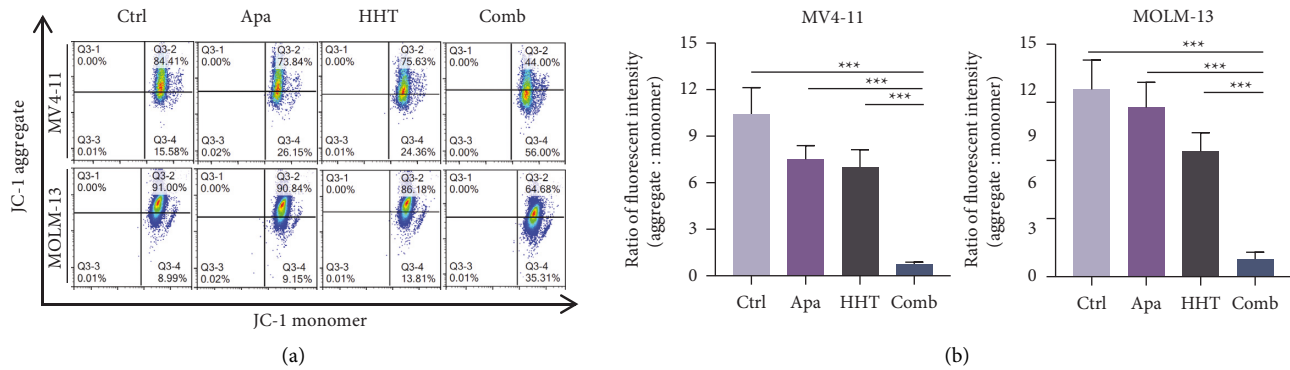 Ctrl Apa HHT Comb
JC-1 aggregate
MV4-11
Q3-1 0.00% Q3-2 84.41% Q3-3 0.01% Q3-4 15.58%
Q3-1 0.00% Q3-2 73.84% Q3-3 0.02% Q3-4 26.15%
Q3-1 0.00% Q3-2 75.63% Q3-3 0.01% Q3-4 24.36%
Q3-1 0.00% Q3-2 44.00% Q3-3 0.00% Q3-4 56.00%
MOLM-13
Q3-1 0.00% Q3-2 91.00% Q3-3 0.01% Q3-4 8.99%
Q3-1 0.00% Q3-2 90.84% Q3-3 0.02% Q3-4 9.15%
Q3-1 0.00% Q3-2 86.18% Q3-3 0.01% Q3-4 13.81%
Q3-1 0.00% Q3-2 64.68% Q3-3 0.01% Q3-4 35.31%
JC-1 monomer
(a)
MV4-11
Ratio of fluorescent intensity
(aggregate : monomer)
15
12
9
6
3
0
***
***
***
Ctrl Apa HHT Comb
MOLM-13
Ratio of fluorescent intensity
(aggregate : monomer)
15
12
9
6
3
0
***
***
***
Ctrl Apa HHT Comb
(b)